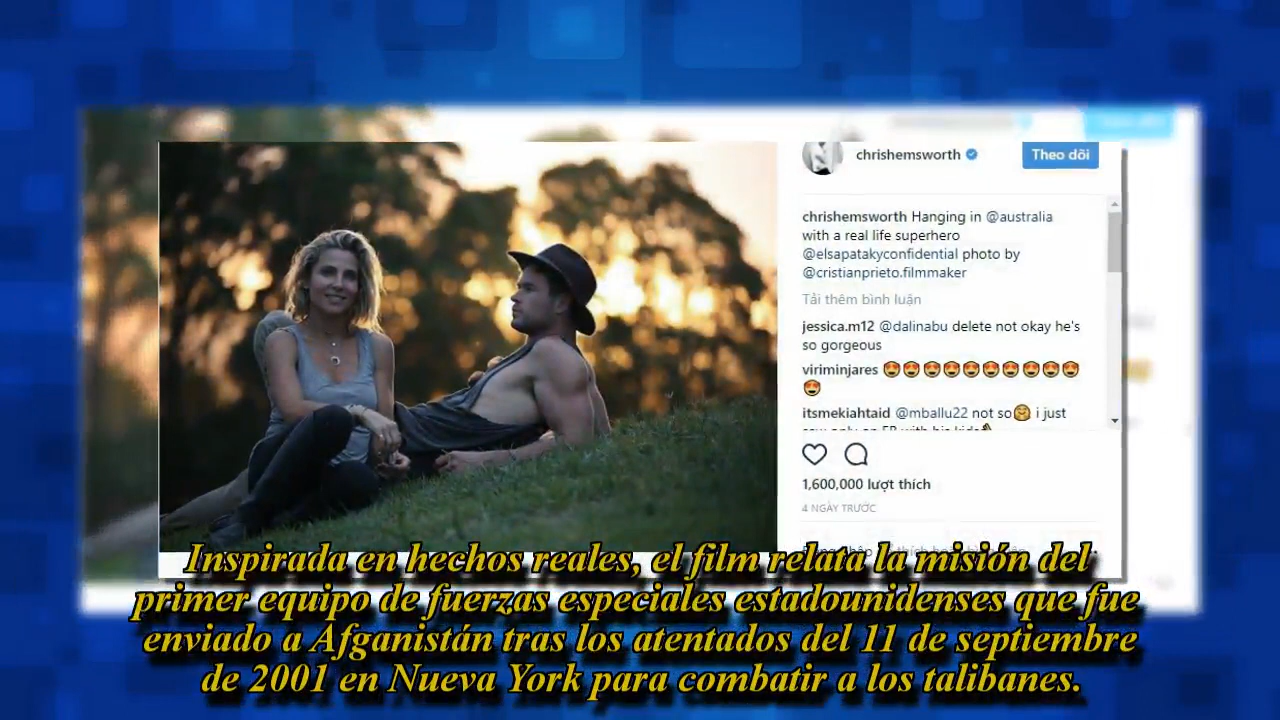 chrishemsworth
Theo dõi
chrishemsworth Hanging in @australia
with a real life superhero
@elsapatakyconfidential photo by
@cristianprieto.filmmaker
Tải thêm bình luận
jessica.m12 @dalinabu delete not okay he's
so gorgeous
viriminjares 😍😍😍😍😍😍😍😍😍😍
😍
itsmekiahtaid @mballu22 not so🤗 i just
1,600,000 lượt thích
4 NGÀY TRƯỚC
Inspirada en hechos reales, el film relata la misión del
primer equipo de fuerzas especiales estadounidenses que fue
enviado a Afganistán tras los atentados del 11 de septiembre
de 2001 en Nueva York para combatir a los talibanes.